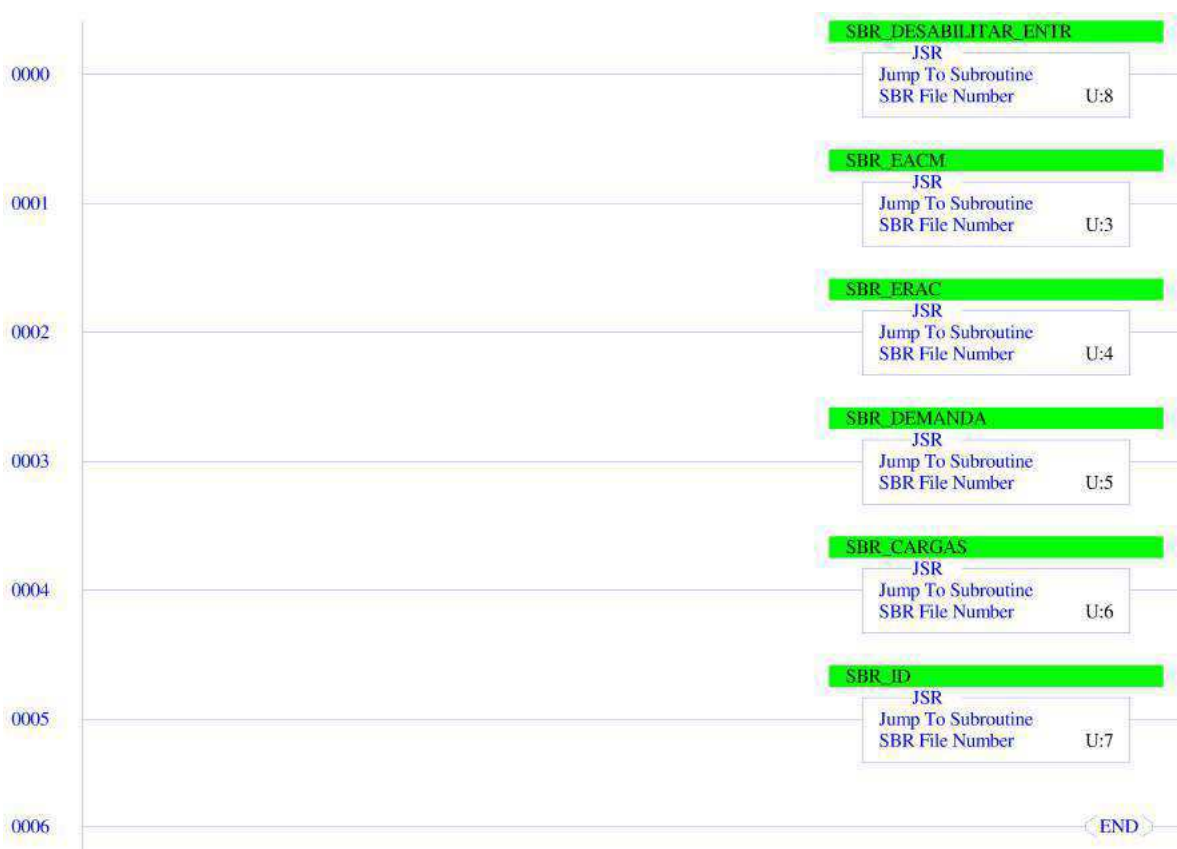 SBR_DESABILITAR_ENTR
JSR
0000
Jump To Subroutine
SBR File Number U:8
SBR_EACM
JSR
0001
Jump To Subroutine
SBR File Number U:3
SBR_ERAC
JSR
0002
Jump To Subroutine
SBR File Number U:4
SBR_DEMANDA
JSR
0003
Jump To Subroutine
SBR File Number U:5
SBR_CARGAS
JSR
0004
Jump To Subroutine
SBR File Number U:6
SBR_ID
JSR
0005
Jump To Subroutine
SBR File Number U:7
0006 END